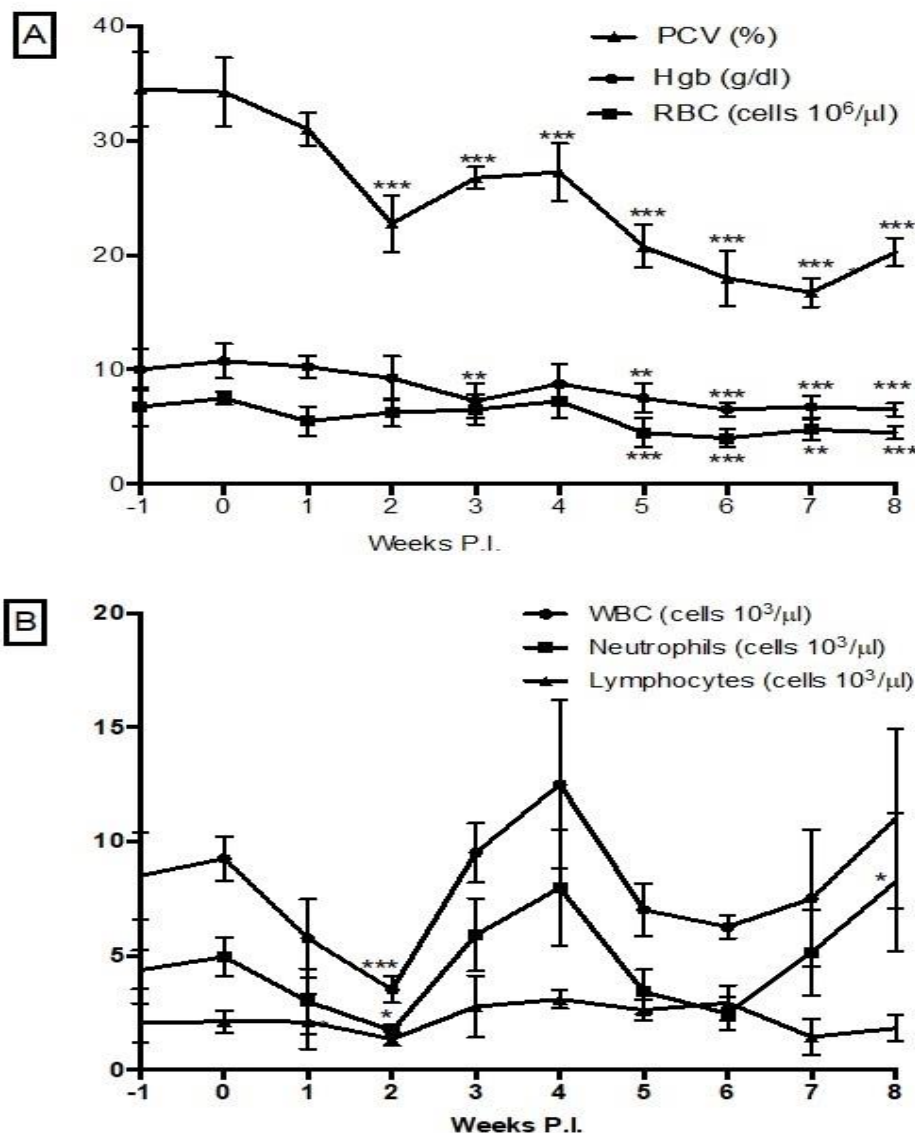 A
40
30
20
10
0
PCV (%)
Hgb (g/dl)
RBC (cells 10⁶/µl)
*** *** *** *** *** *** ***
** ** *** *** ***
*** *** ** ***
-1 0 1 2 3 4 5 6 7 8
Weeks P.I.
B
20
15
10
5
0
WBC (cells 10³/µl)
Neutrophils (cells 10³/µl)
Lymphocytes (cells 10³/µl)
***
*
*
-1 0 1 2 3 4 5 6 7 8
Weeks P.I.